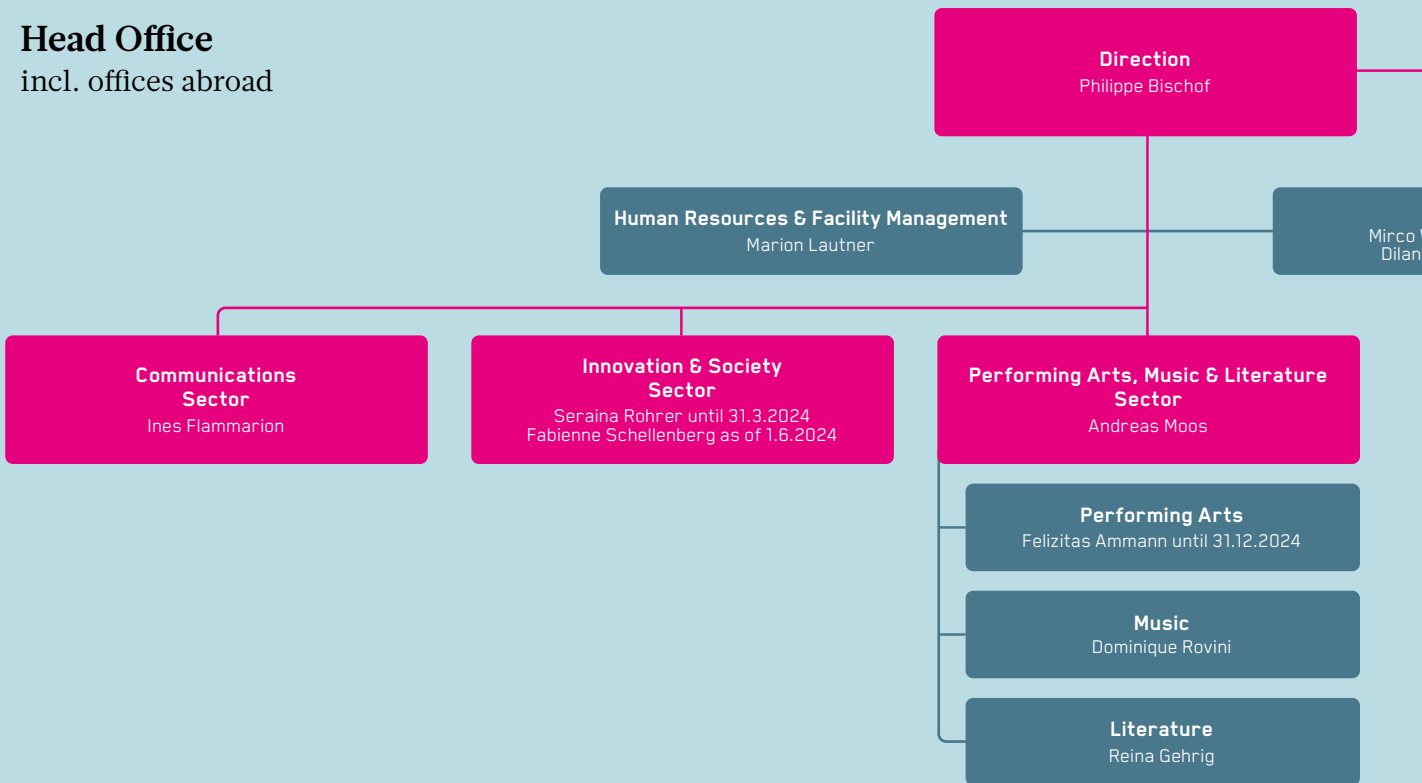 Head Office
incl. offices abroad
Direction
Philippe Bischof
Human Resources & Facility Management
Marion Lautner
Mirco
Dilan
Communications
Sector
Ines Flammarion
Innovation & Society
Sector
Seraina Rohrer until 31.3.2024
Fabienne Schellenberg as of 1.6.2024
Performing Arts, Music & Literature
Sector
Andreas Moos
Performing Arts
Felizitas Ammann until 31.12.2024
Music
Dominique Rovini
Literature
Reina Gehrig